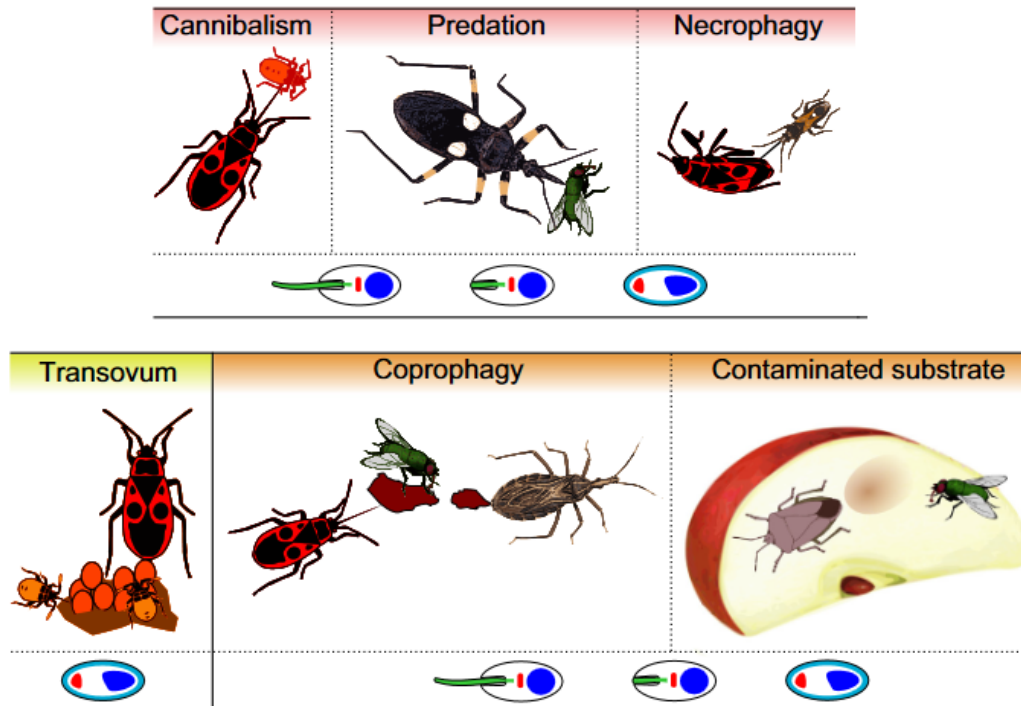 Cannibalism
Predation
Necrophagy
Transovum
Coprophagy
Contaminated substrate